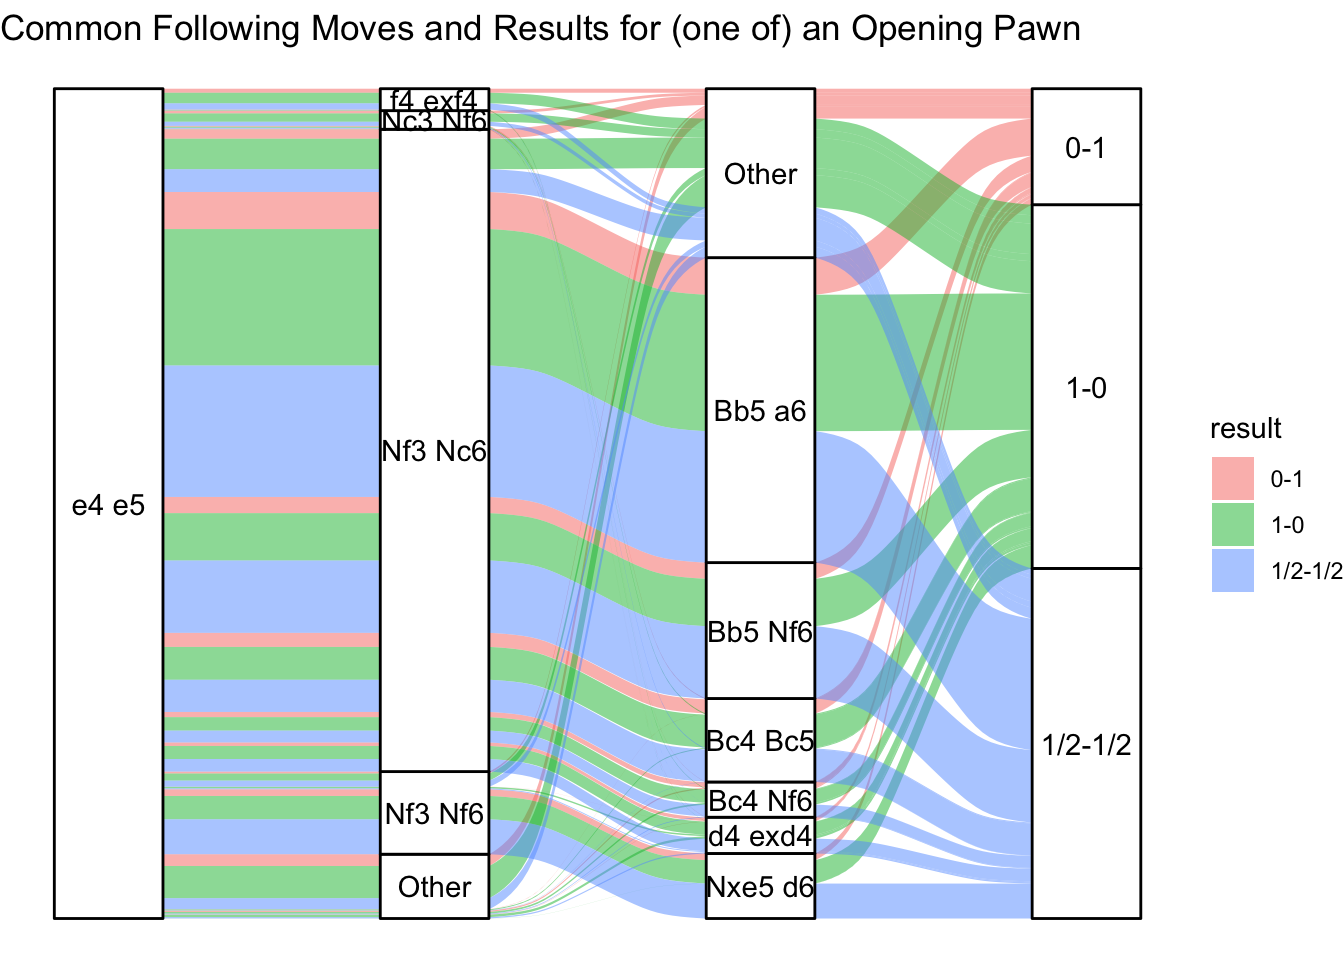 Common Following Moves and Results for (one of) an Opening Pawn
e4 e5
f4 exf4
Nc3 Nf6
Nf3 Nc6
Nf3 Nf6
Other
Other
Bb5 a6
Bb5 Nf6
Bc4 Bc5
Bc4 Nf6
d4 exd4
Nxe5 d6
0-1
1-0
1/2-1/2
result
0-1
1-0
1/2-1/2